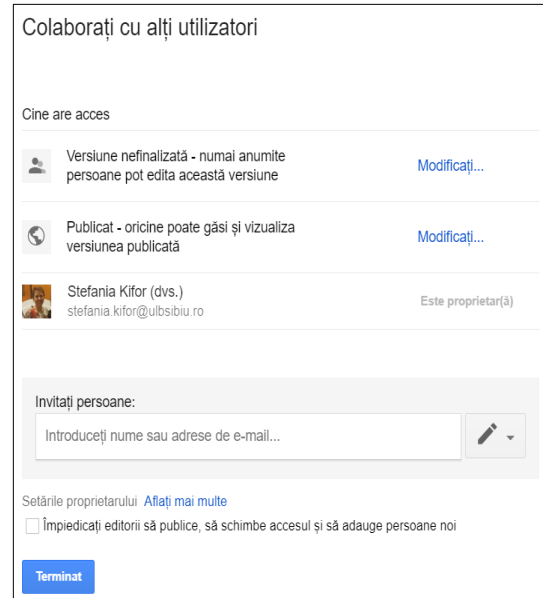 Colaborați cu alți utilizatori
Cine are acces
Versiune nefinalizată - numai anumite
persoane pot edita această versiune
Modificați...
Publicat - oricine poate găsi și vizualiza
versiunea publicată
Modificați...
Stefania Kifor (dvs.)
stefania.kifor@ulbsibiu.ro
Este proprietar(ă)
Invitați persoane:
Introduceți nume sau adrese de e-mail...
Setările proprietarului Aflați mai multe
Împiedicați editorii să publice, să schimbe accesul și să adauge persoane noi
Terminat